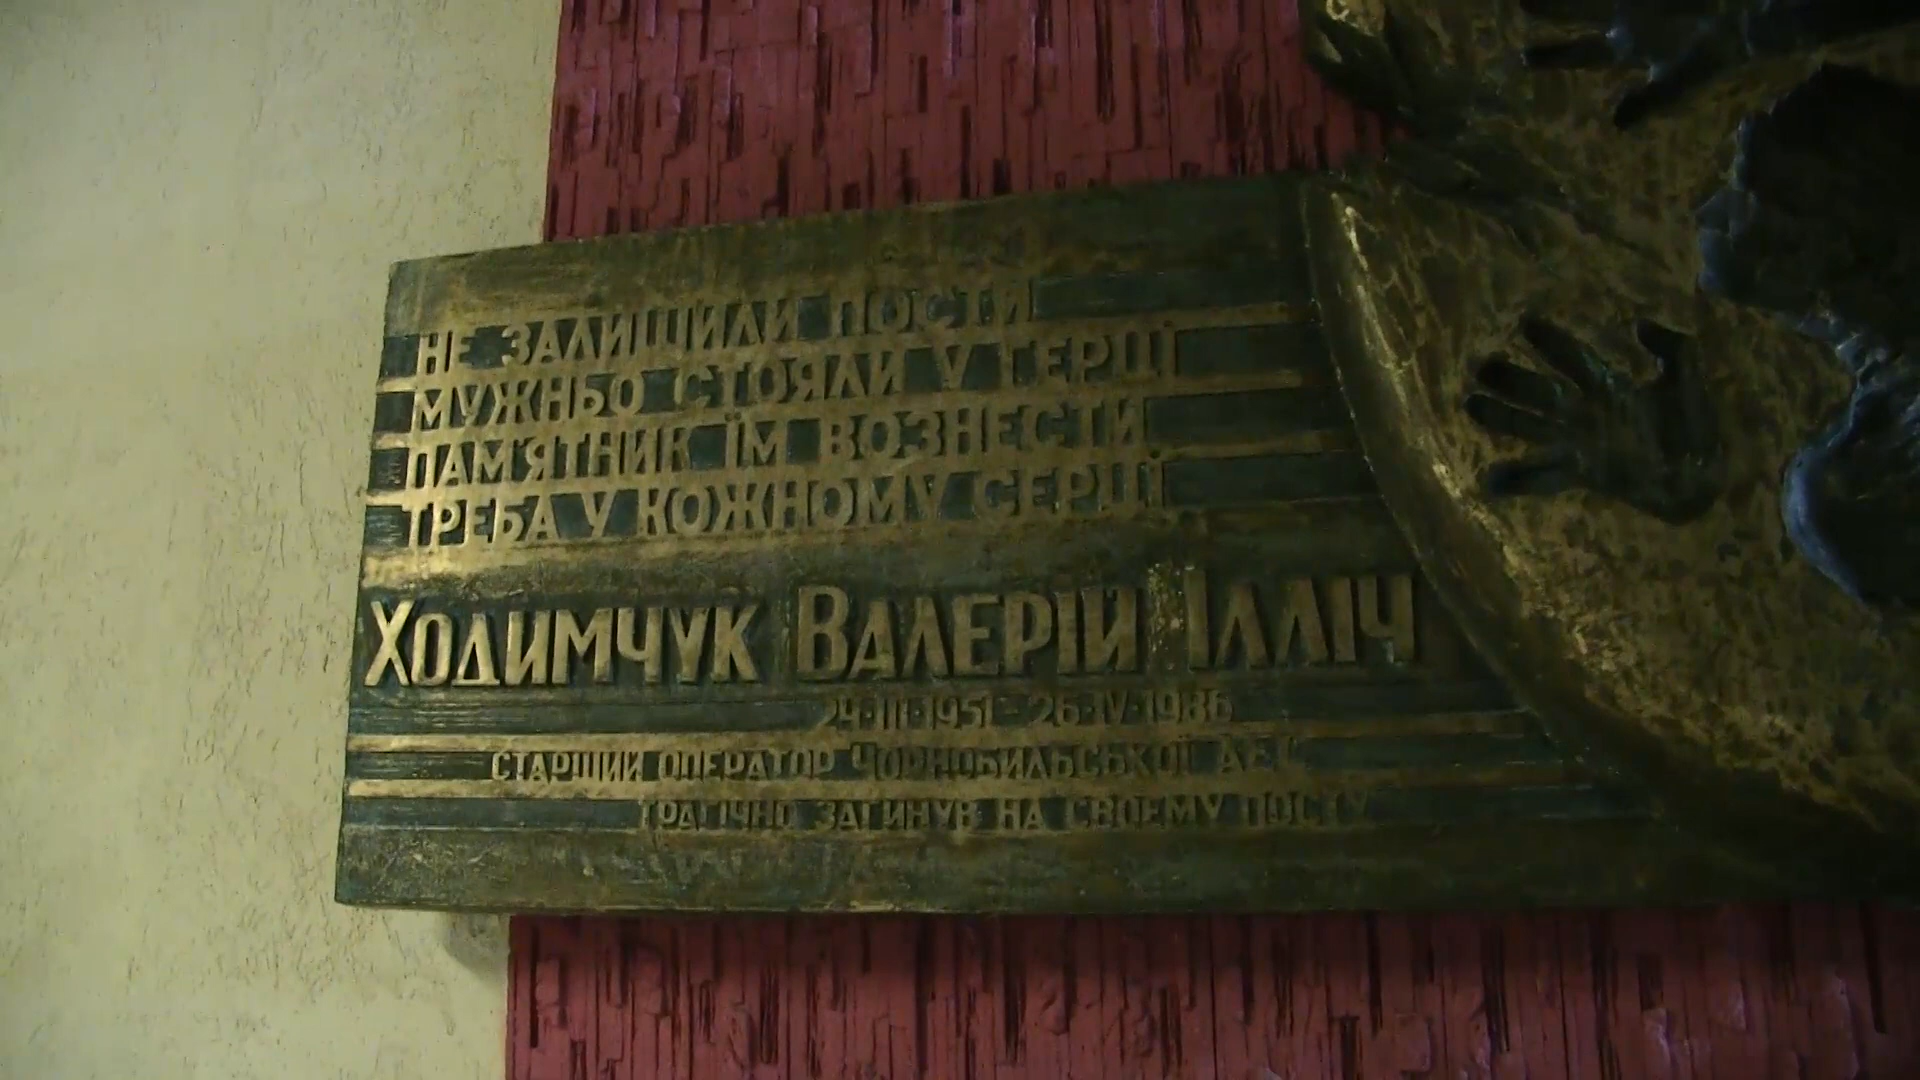 НЕ ЗАЛИШИЛИ ПОСТИ
МУЖНЬО СТОЯЛИ У ГЕРЦІ
ПАМ'ЯТНИК ЇМ ВОЗНЕСТИ
ТРЕБА У КОЖНОМУ СЕРЦІ
ХОДИМЧУК ВАЛЕРІЙ ІЛЛІЧ
24·III·1951-26·IV·1986
СТАРШИЙ ОПЕРАТОР ЧОРНОБИЛЬСЬКОЇ АЕС
ТРАГІЧНО ЗАГИНУВ НА СВОЄМУ ПОСТУ